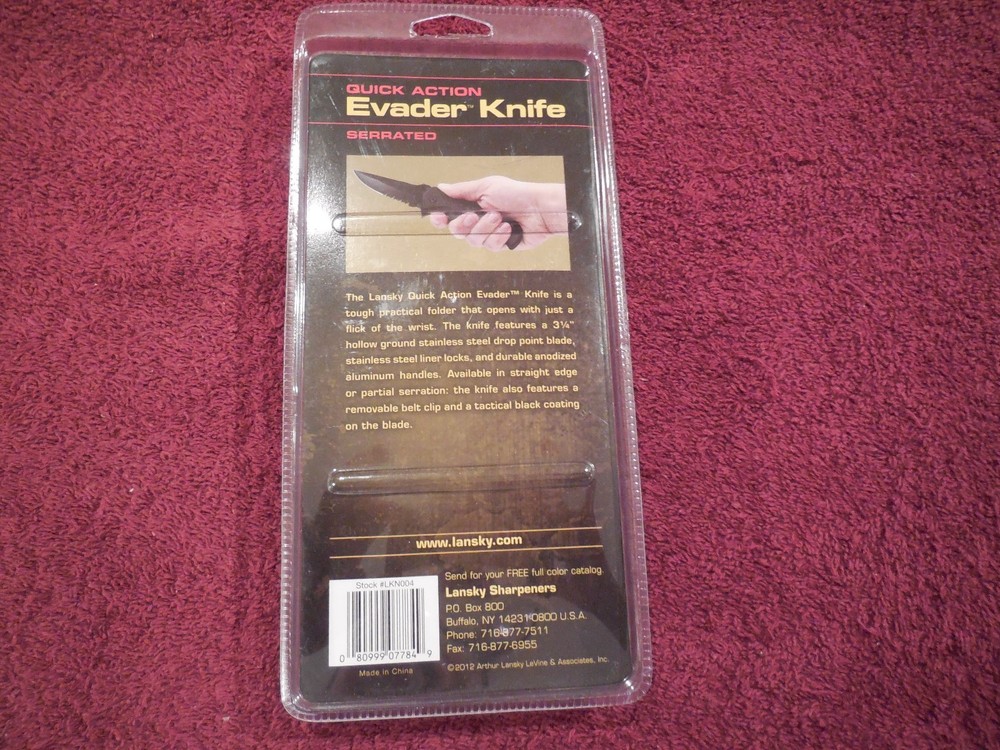 QUICK ACTION
Evader™ Knife
SERRATED
The Lansky Quick Action Evader™ Knife is a
tough practical folder that opens with just a
flick of the wrist. The knife features a 3¼"
hollow ground stainless steel drop point blade,
stainless steel liner locks, and durable anodized
aluminum handles. Available in straight edge
or partial serration: the knife also features a
removable belt clip and a tactical black coating
on the blade.
www.lansky.com
Stock #LKN004
0 80999 07784 9
Made in China
Send for your FREE full color catalog.
Lansky Sharpeners
P.O. Box 800
Buffalo, NY 14231-0800 U.S.A.
Phone: 716-877-7511
Fax: 716-877-6955
©2012 Arthur Lansky LeVine & Associates, Inc.